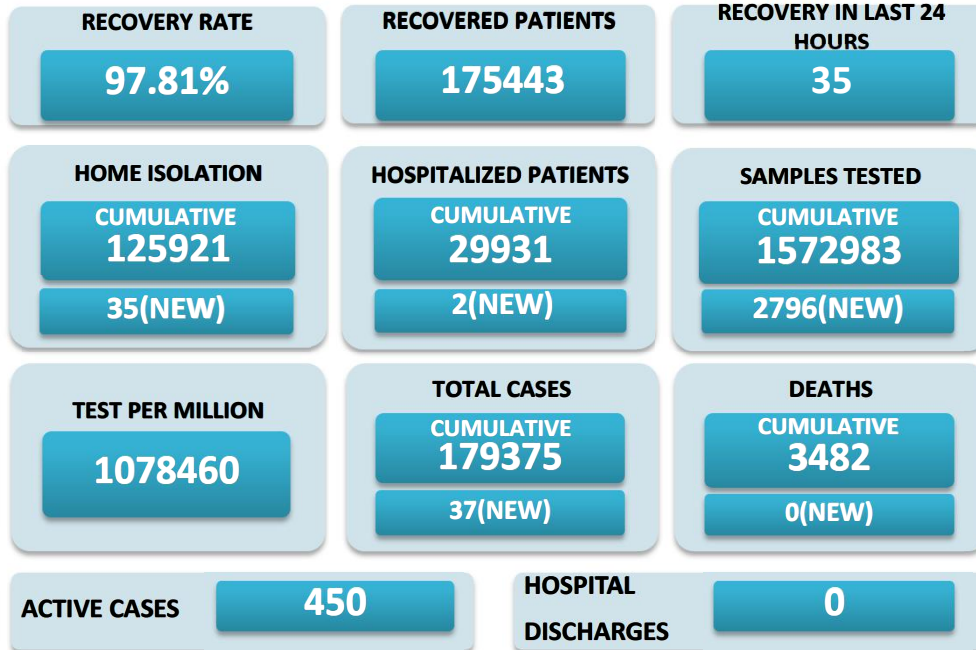 RECOVERY RATE
97.81%
RECOVERED PATIENTS
175443
RECOVERY IN LAST 24
HOURS
35
HOME ISOLATION
CUMULATIVE
125921
35(NEW)
HOSPITALIZED PATIENTS
CUMULATIVE
29931
2(NEW)
SAMPLES TESTED
CUMULATIVE
1572983
2796(NEW)
TEST PER MILLION
1078460
TOTAL CASES
CUMULATIVE
179375
37(NEW)
DEATHS
CUMULATIVE
3482
0(NEW)
ACTIVE CASES
450
HOSPITAL
DISCHARGES
0